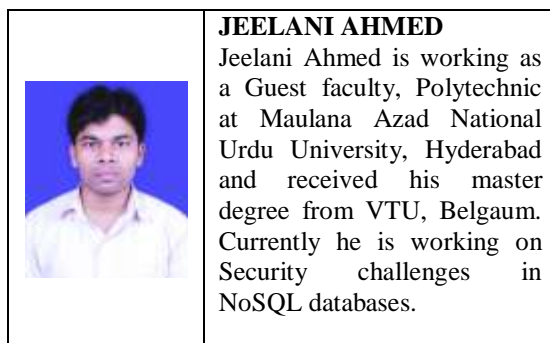 JEELANI AHMED
Jeelani Ahmed is working as
a Guest faculty, Polytechnic
at Maulana Azad National
Urdu University, Hyderabad
and received his master
degree from VTU, Belgaum.
Currently he is working on
Security challenges in
NoSQL databases.